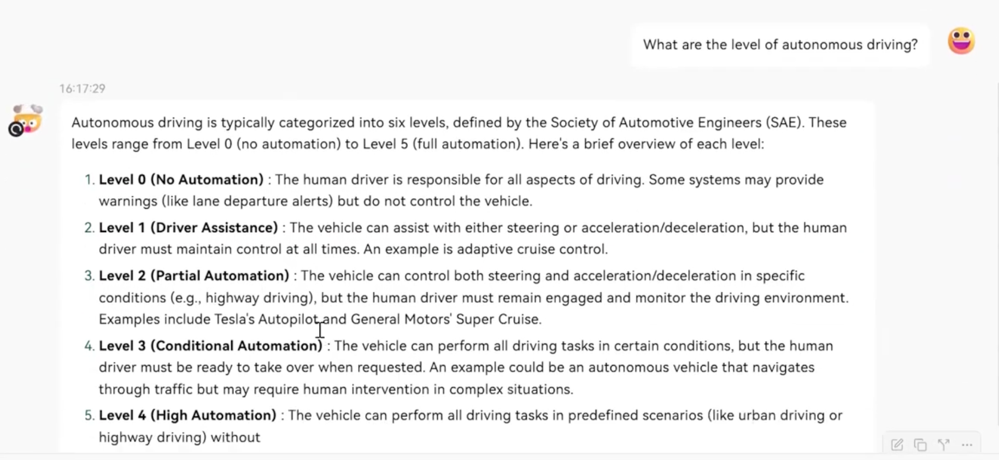 What are the level of autonomous driving?
16:17:29
Autonomous driving is typically categorized into six levels, defined by the Society of Automotive Engineers (SAE). These
levels range from Level 0 (no automation) to Level 5 (full automation). Here's a brief overview of each level:
1. Level 0 (No Automation) : The human driver is responsible for all aspects of driving. Some systems may provide
warnings (like lane departure alerts) but do not control the vehicle.
2. Level 1 (Driver Assistance) : The vehicle can assist with either steering or acceleration/deceleration, but the human
driver must maintain control at all times. An example is adaptive cruise control.
3. Level 2 (Partial Automation) : The vehicle can control both steering and acceleration/deceleration in specific
conditions (e.g., highway driving), but the human driver must remain engaged and monitor the driving environment.
Examples include Tesla's Autopilot and General Motors' Super Cruise.
4. Level 3 (Conditional Automation) : The vehicle can perform all driving tasks in certain conditions, but the human
driver must be ready to take over when requested. An example could be an autonomous vehicle that navigates
through traffic but may require human intervention in complex situations.
5. Level 4 (High Automation) : The vehicle can perform all driving tasks in predefined scenarios (like urban driving or
highway driving) without